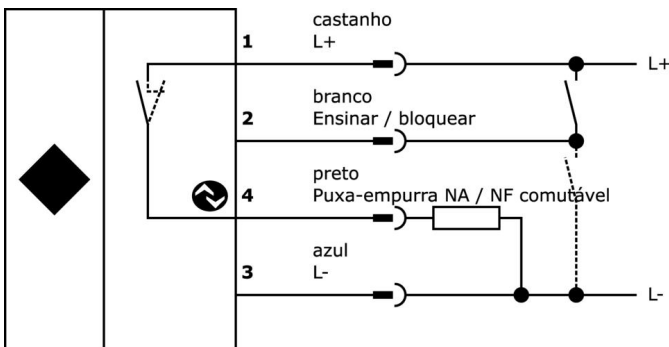 castanho
1 L+ L+
branco
2 Ensinar / bloquear
preto
4 Puxa-empurra NA / NF comutável
azul
3 L- L-